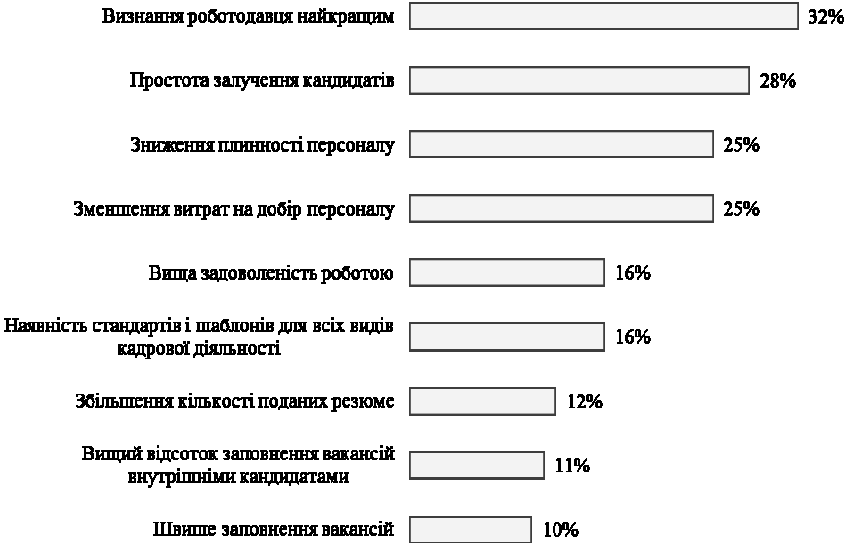 Визнання роботодавця найкращим 32%
Простота залучення кандидатів 28%
Зниження плинності персоналу 25%
Зменшення витрат на добір персоналу 25%
Вища задоволеність роботою 16%
Наявність стандартів і шаблонів для всіх видів
кадрової діяльності 16%
Збільшення кількості поданих резюме 12%
Вищий відсоток заповнення вакансій
внутрішніми кандидатами 11%
Швише заповнення вакансій 10%